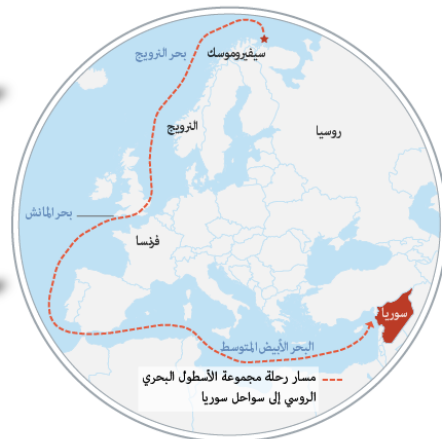 بحر النرويج
سيفيروموسك
النرويج
روسيا
بحر المانش
فرنسا
سوريا
البحر الأبيض المتوسط
مسار رحلة مجموعة الأسطول البحري
الروسي إلى سواحل سوريا